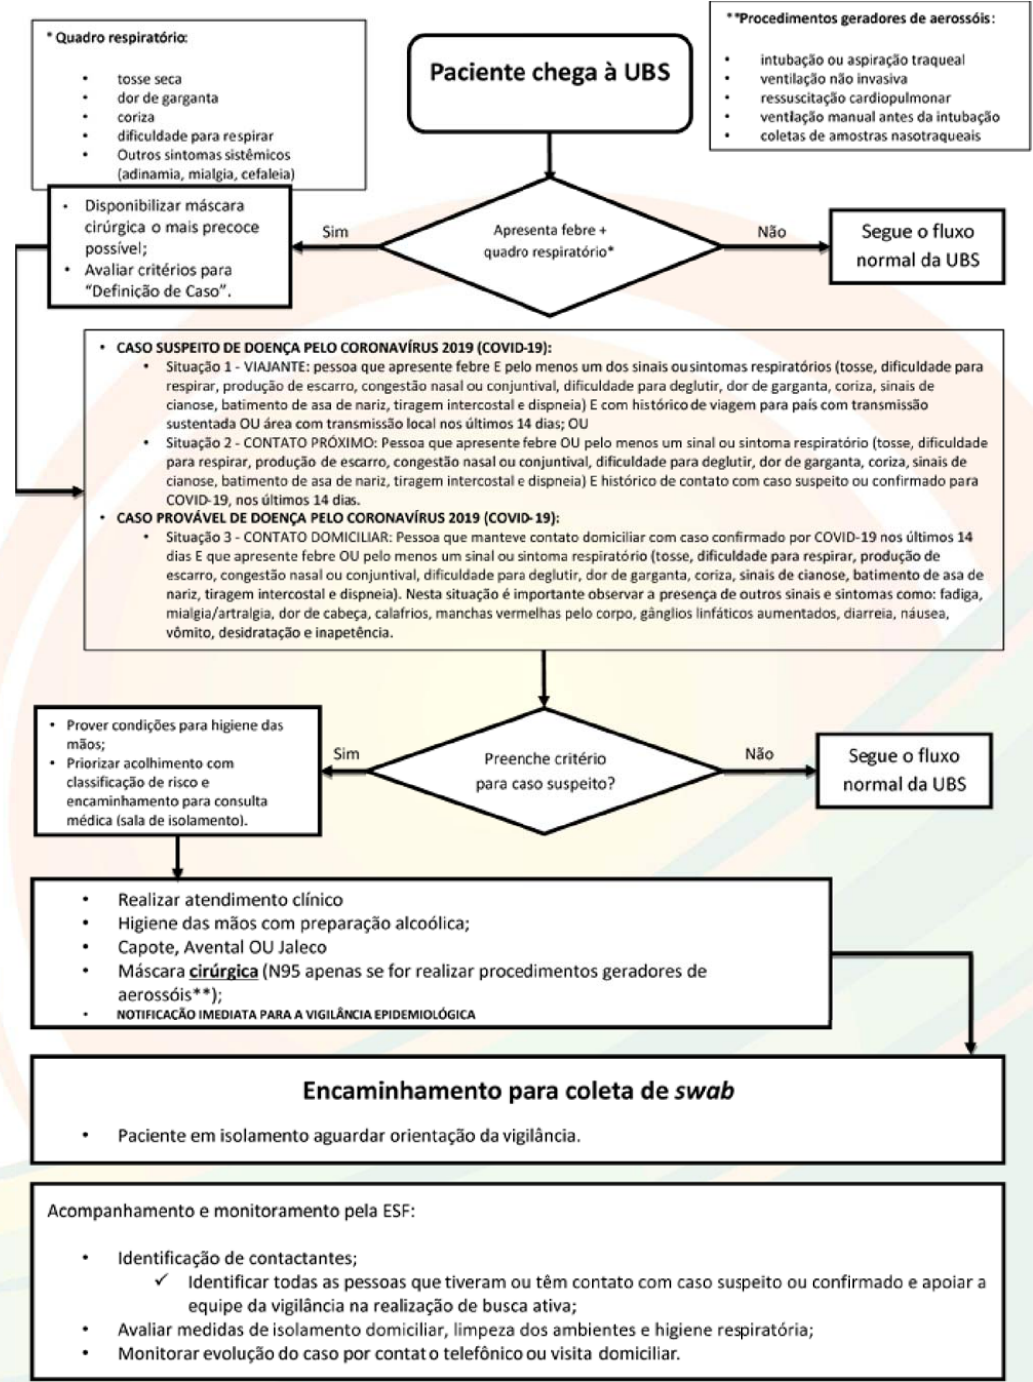 * Quadro respiratório:
• tosse seca
• dor de garganta
• coriza
• dificuldade para respirar
• Outros sintomas sistêmicos
(adinamia, mialgia, cefaleia)
Paciente chega à UBS
**Procedimentos geradores de aerossóis:
• intubação ou aspiração traqueal
• ventilação não invasiva
• ressuscitação cardiopulmonar
• ventilação manual antes da intubação
• coletas de amostras nasotraqueais
• Disponibilizar máscara
cirúrgica o mais precoce
possível;
• Avaliar critérios para
“Definição de Caso”.
Sim
Apresenta febre +
quadro respiratório*
Não
Segue o fluxo
normal da UBS
• CASO SUSPEITO DE DOENÇA PELO CORONAVÍRUS 2019 (COVID-19):
• Situação 1 - VIAJANTE: pessoa que apresente febre E pelo menos um dos sinais ou sintomas respiratórios (tosse, dificuldade para
respirar, produção de escarro, congestão nasal ou conjuntival, dificuldade para deglutir, dor de garganta, coriza, sinais de
cianose, batimento de asa de nariz, tiragem intercostal e dispneia) E com histórico de viagem para país com transmissão
sustentada OU área com transmissão local nos últimos 14 dias; OU
• Situação 2 - CONTATO PRÓXIMO: Pessoa que apresente febre OU pelo menos um sinal ou sintoma respiratório (tosse, dificuldade
para respirar, produção de escarro, congestão nasal ou conjuntival, dificuldade para deglutir, dor de garganta, coriza, sinais de
cianose, batimento de asa de nariz, tiragem intercostal e dispneia) E histórico de contato com caso suspeito ou confirmado para
COVID-19, nos últimos 14 dias.
• CASO PROVÁVEL DE DOENÇA PELO CORONAVÍRUS 2019 (COVID-19):
• Situação 3 - CONTATO DOMICILIAR: Pessoa que manteve contato domiciliar com caso confirmado por COVID-19 nos últimos 14
dias E que apresente febre OU pelo menos um sinal ou sintoma respiratório (tosse, dificuldade para respirar, produção de
escarro, congestão nasal ou conjuntival, dificuldade para deglutir, dor de garganta, coriza, sinais de cianose, batimento de asa de
nariz, tiragem intercostal e dispneia). Nesta situação é importante observar a presença de outros sinais e sintomas como: fadiga,
mialgia/artralgia, dor de cabeça, calafrios, manchas vermelhas pelo corpo, gânglios linfáticos aumentados, diarreia, náusea,
vômito, desidratação e inapetência.
• Prover condições para higiene das
mãos;
• Priorizar acolhimento com
classificação de risco e
encaminhamento para consulta
médica (sala de isolamento).
Sim
Preenche critério
para caso suspeito?
Não
Segue o fluxo
normal da UBS
• Realizar atendimento clínico
• Higiene das mãos com preparação alcoólica;
• Capote, Avental OU Jaleco
• Máscara cirúrgica (N95 apenas se for realizar procedimentos geradores de
aerossóis**);
• NOTIFICAÇÃO IMEDIATA PARA A VIGILÂNCIA EPIDEMIOLÓGICA
Encaminhamento para coleta de swab
• Paciente em isolamento aguardar orientação da vigilância.
Acompanhamento e monitoramento pela ESF:
• Identificação de contactantes;
✓ Identificar todas as pessoas que tiveram ou têm contato com caso suspeito ou confirmado e apoiar a
equipe da vigilância na realização de busca ativa;
• Avaliar medidas de isolamento domiciliar, limpeza dos ambientes e higiene respiratória;
• Monitorar evolução do caso por contato telefônico ou visita domiciliar.